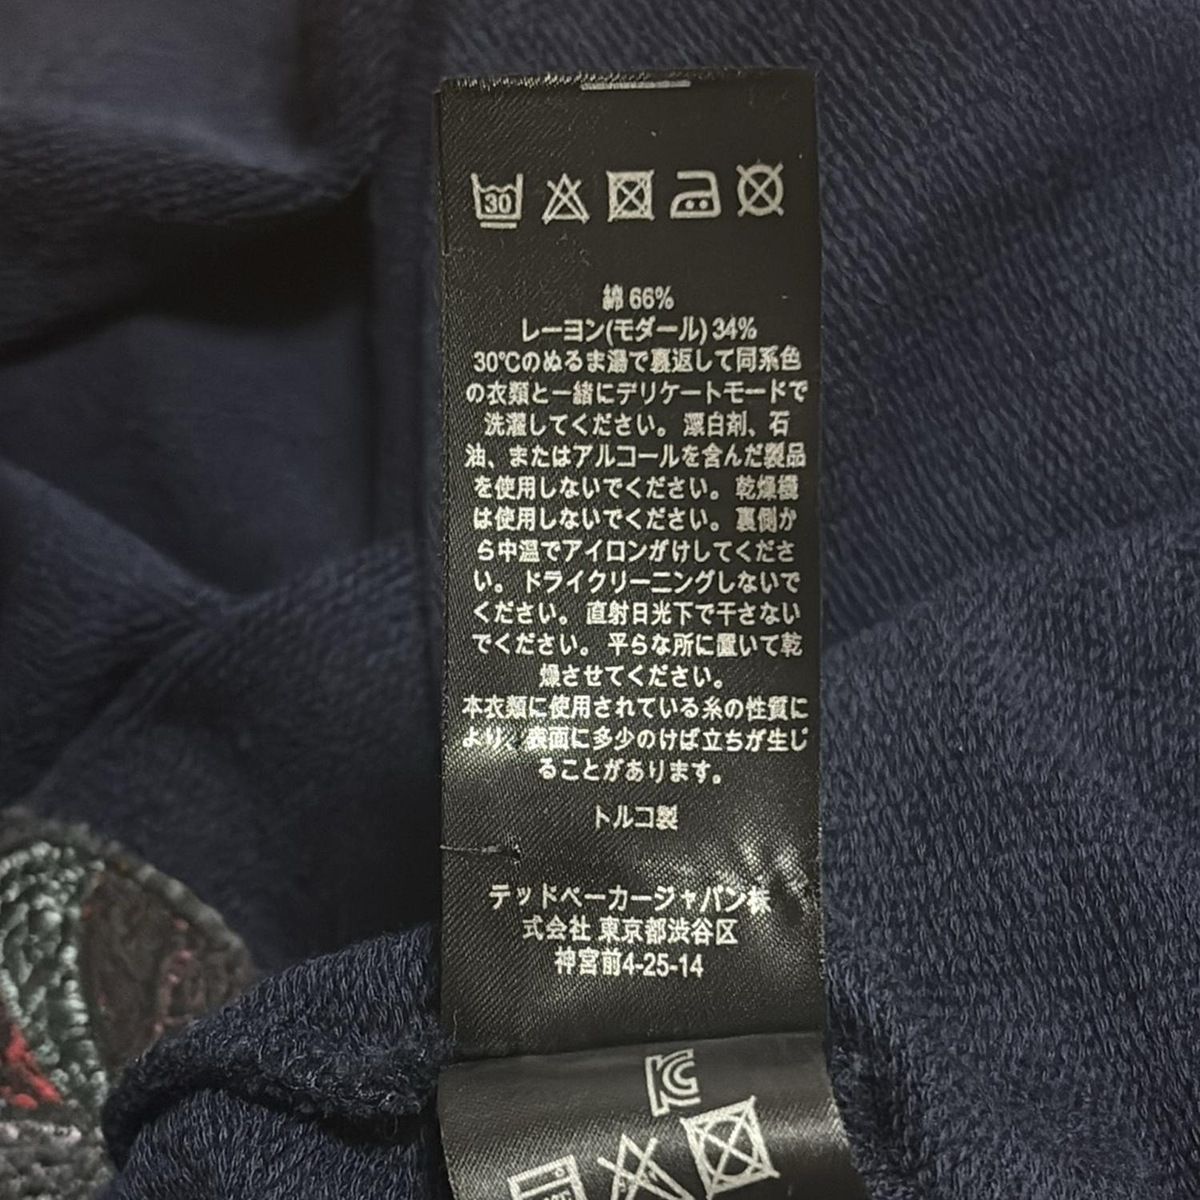 30
綿 66%
レーヨン(モダール) 34%
30℃のぬるま湯で裏返して同系色
の衣類と一緒にデリケートモードで
洗濯してください。 漂白剤、石
油、またはアルコールを含んだ製品
を使用しないでください。 乾燥機
は使用しないでください。 裏側か
ら中温でアイロンがけしてくださ
い。 ドライクリーニングしないで
ください。 直射日光下で干さない
でください。 平らな所に置いて乾
燥させてください。
本衣類に使用されている糸の性質に
より、表面に多少のけば立ちが生じ
ることがあります。
トルコ製
テッドベーカージャパン株
式会社 東京都渋谷区
神宮前4-25-14